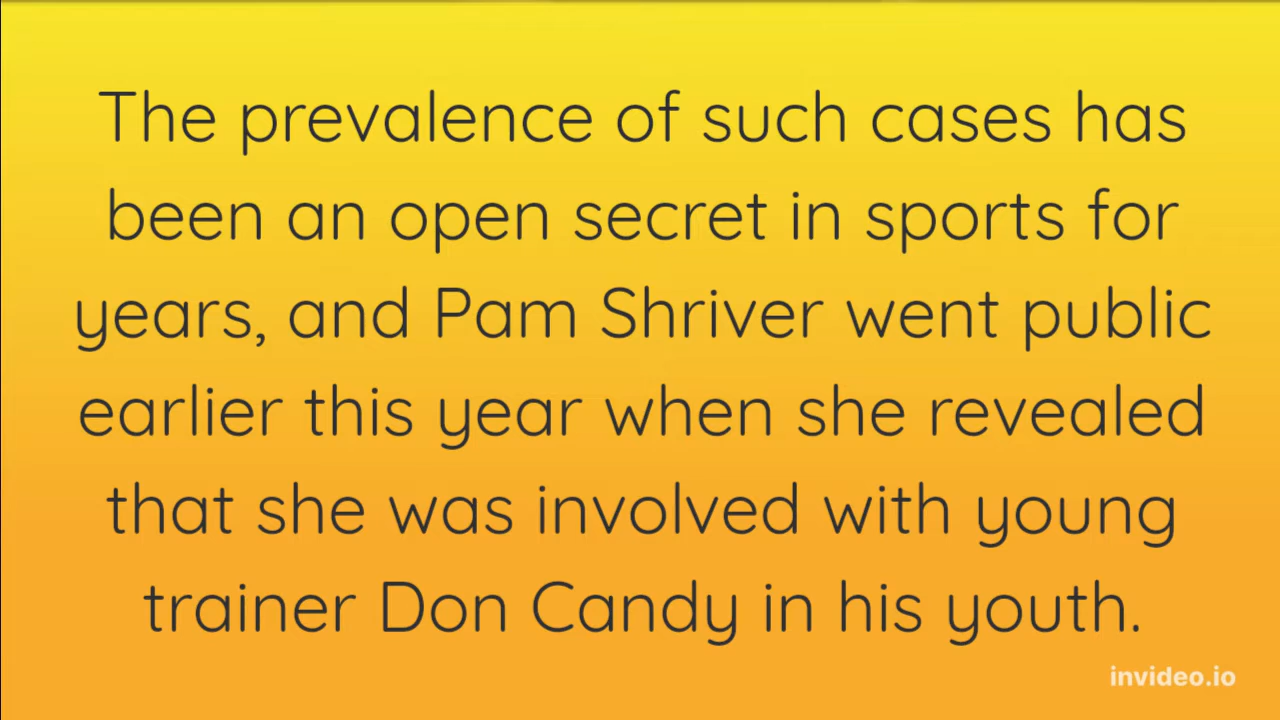 The prevalence of such cases has
been an open secret in sports for
years, and Pam Shriver went public
earlier this year when she revealed
that she was involved with young
trainer Don Candy in his youth.
invideo.io